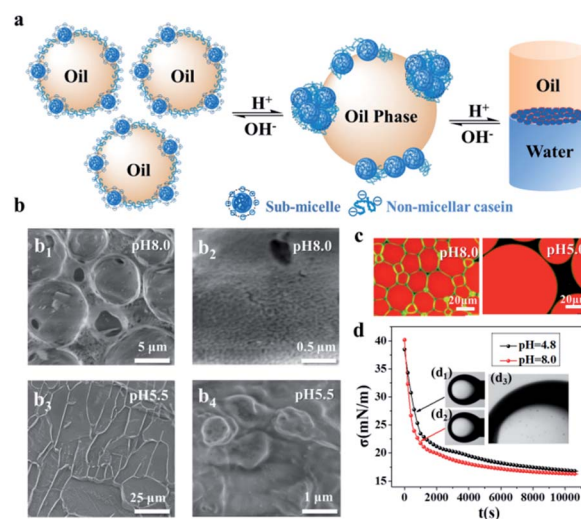 a
Oil
Oil
Oil
H⁺
OH⁻
Oil Phase
H⁺
OH⁻
Oil
Water
Sub-micelle
Non-micellar casein
b
b₁
pH8.0
5 µm
b₂
pH8.0
0.5 µm
b₃
pH5.5
25 µm
b₄
pH5.5
1 µm
c
pH8.0
20µm
pH5.0
20µm
d
pH=4.8
pH=8.0
(d₁)
(d₂)
(d₃)
σ(mN/m)
40
35
30
25
20
15
0 2000 4000 6000 8000 10000
t(s)